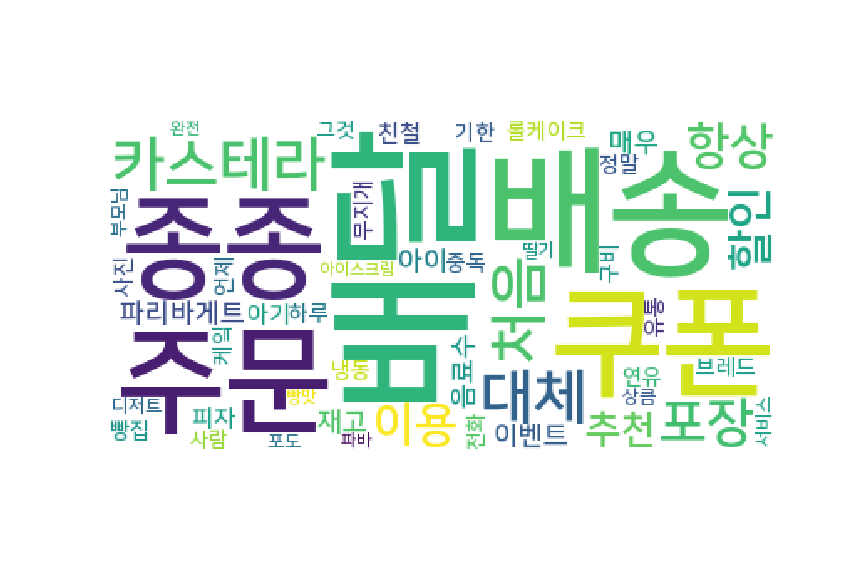 완전
그것
친철
기한
롤케이크
매우
항상
카스테라
정말
배달
배송
무지개
부모님
종종
할인
사진
언제
아이스크림
아이
중독
딸기
구비
처음
파리바게트
아기
하루
쿠폰
유통
주문
케잌
냉동
음료수
대체
연유
브레드
상큼
빵맛
디저트
빵집
피자
사람
포도
재고
파바
이용
전화
이벤트
추천
포장
서비스